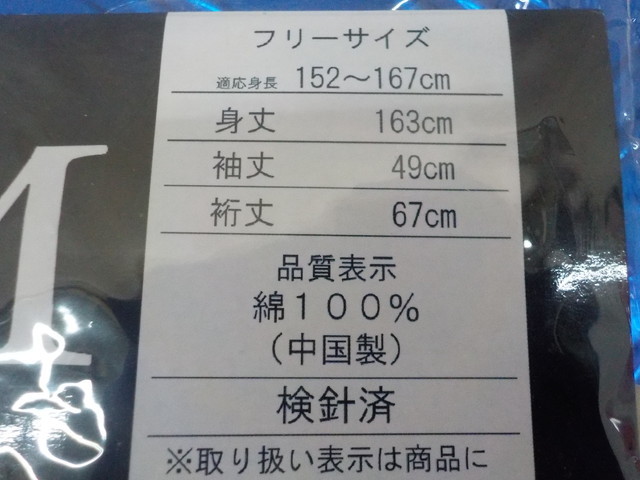 フリーサイズ
適応身長 152～167cm
身丈 163cm
袖丈 49cm
裄丈 67cm
品質表示
綿１００％
（中国製）
検針済
※取り扱い表示は商品に